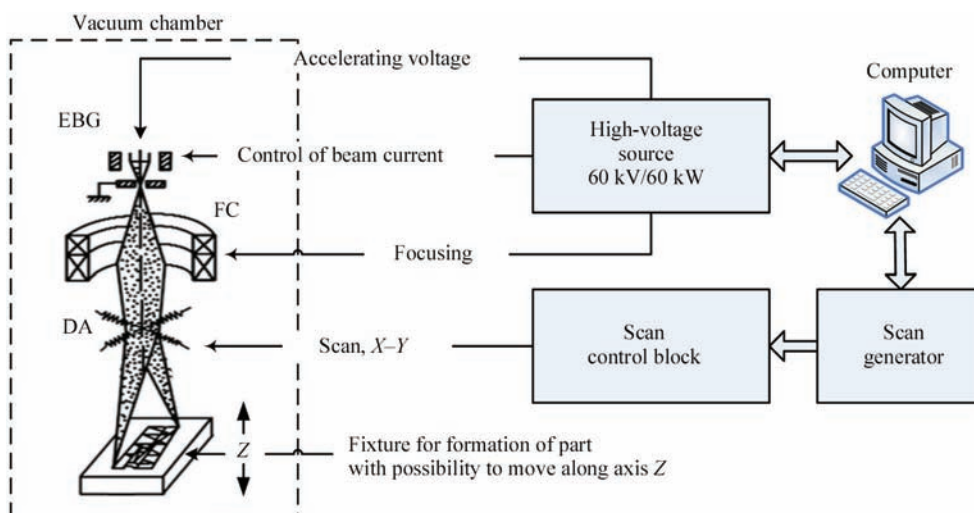 Vacuum chamber
Accelerating voltage
Computer
EBG
High-voltage
source
60 kV/60 kW
Control of beam current
FC
Focusing
DA
Scan, X–Y
Scan
control block
Scan
generator
Z
Fixture for formation of part
with possibility to move along axis Z